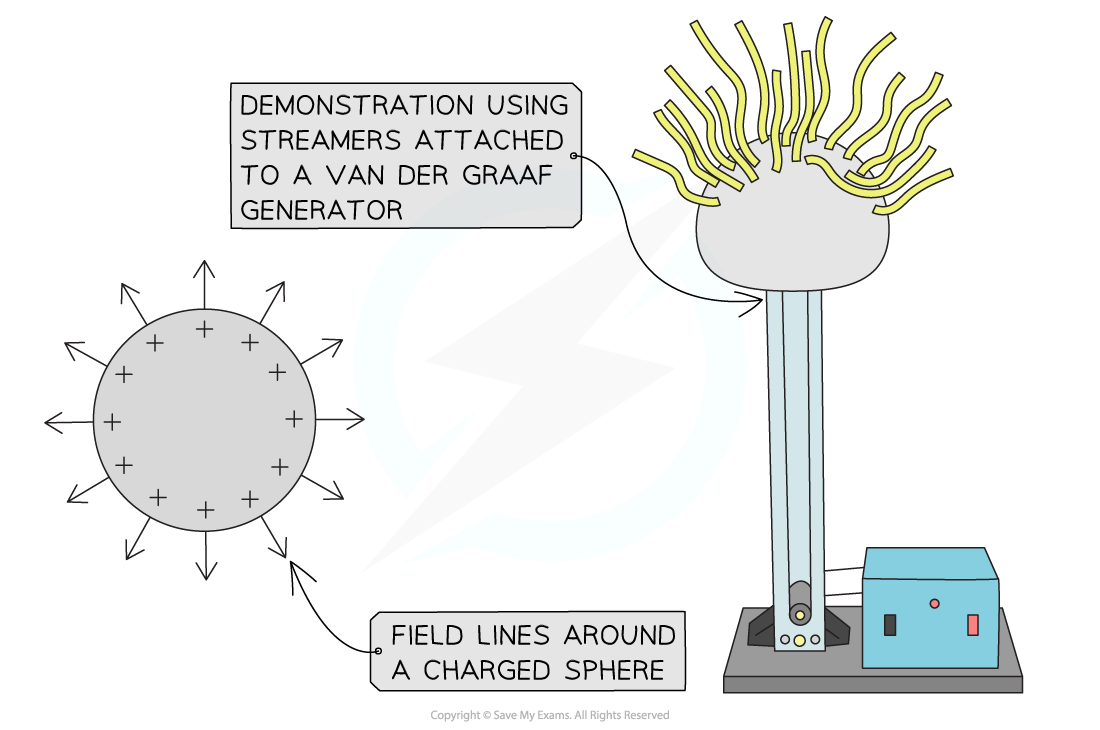 DEMONSTRATION USING
STREAMERS ATTACHED
TO A VAN DER GRAAF
GENERATOR
FIELD LINES AROUND
A CHARGED SPHERE
Copyright © Save My Exams. All Rights Reserved